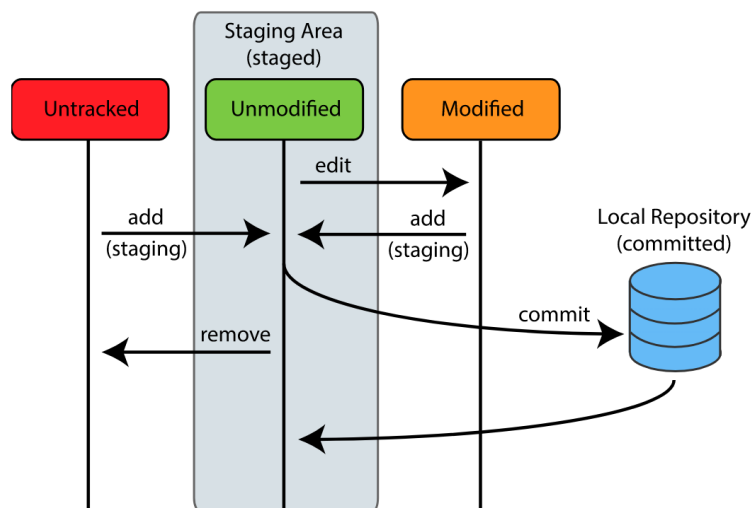 Staging Area
(staged)
Untracked
Unmodified
Modified
edit
add
(staging)
add
(staging)
Local Repository
(committed)
commit
remove